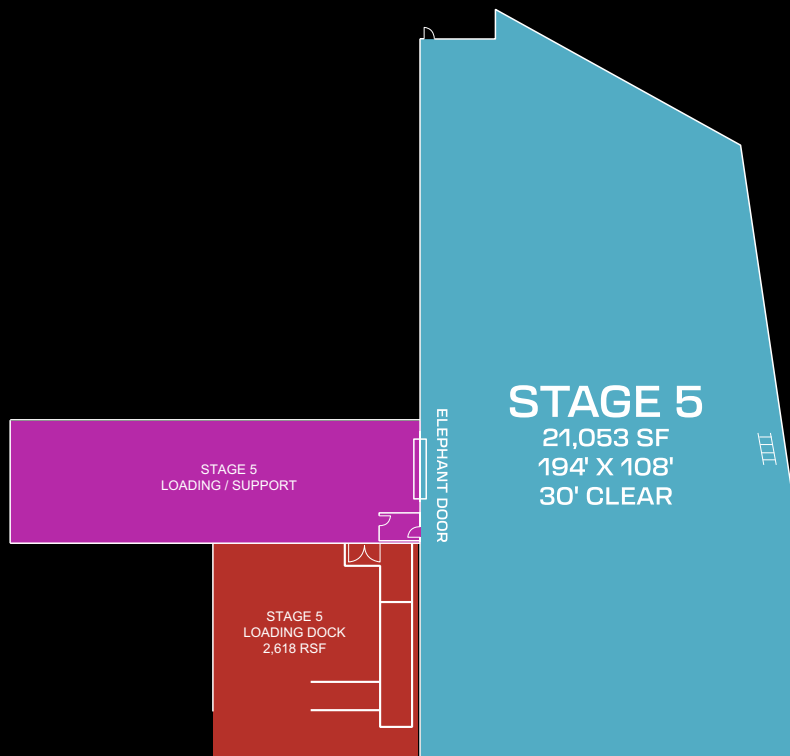 STAGE 5
21,053 SF
194' X 108'
30' CLEAR
ELEPHANT DOOR
STAGE 5
LOADING / SUPPORT
STAGE 5
LOADING DOCK
2,618 RSF